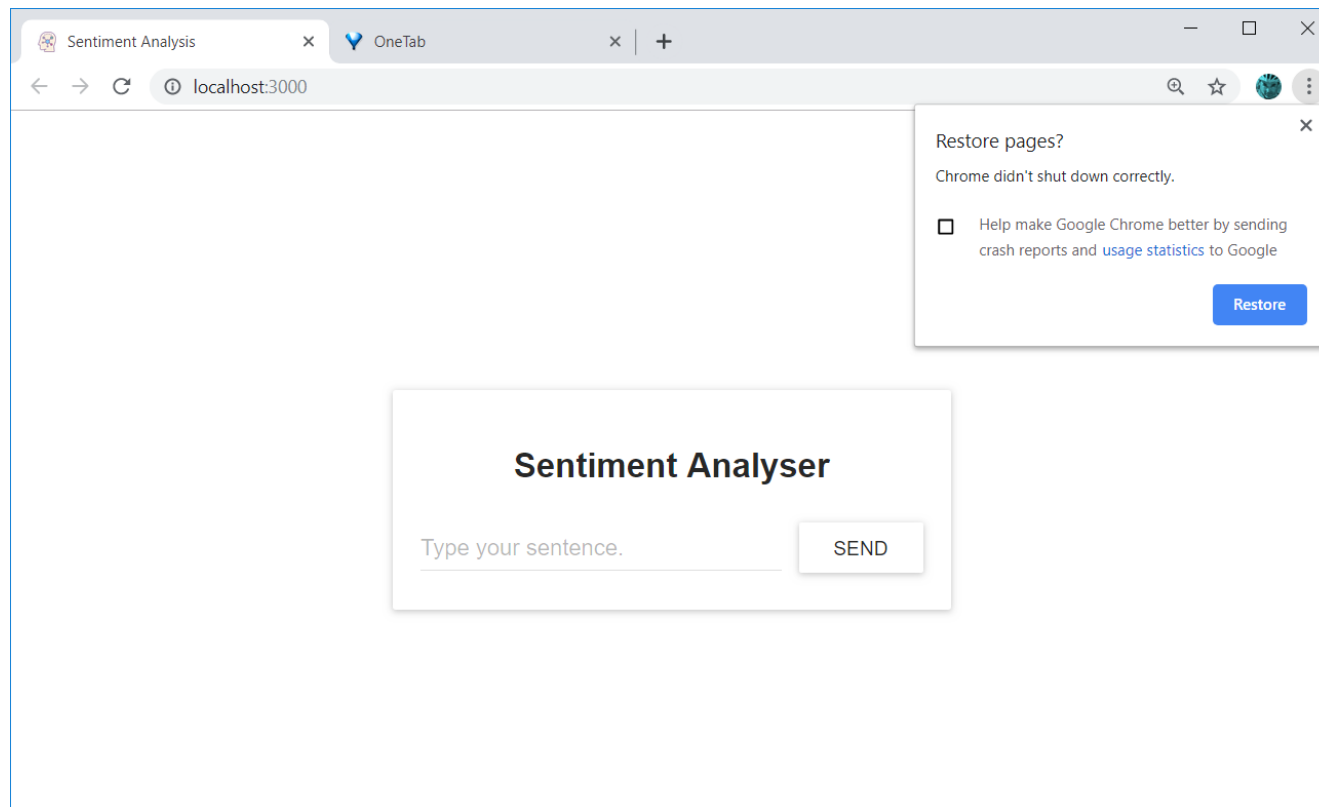 Sentiment Analysis
OneTab
localhost:3000
Restore pages?
Chrome didn't shut down correctly.
Help make Google Chrome better by sending
crash reports and usage statistics to Google
Restore
Sentiment Analyser
Type your sentence.
SEND